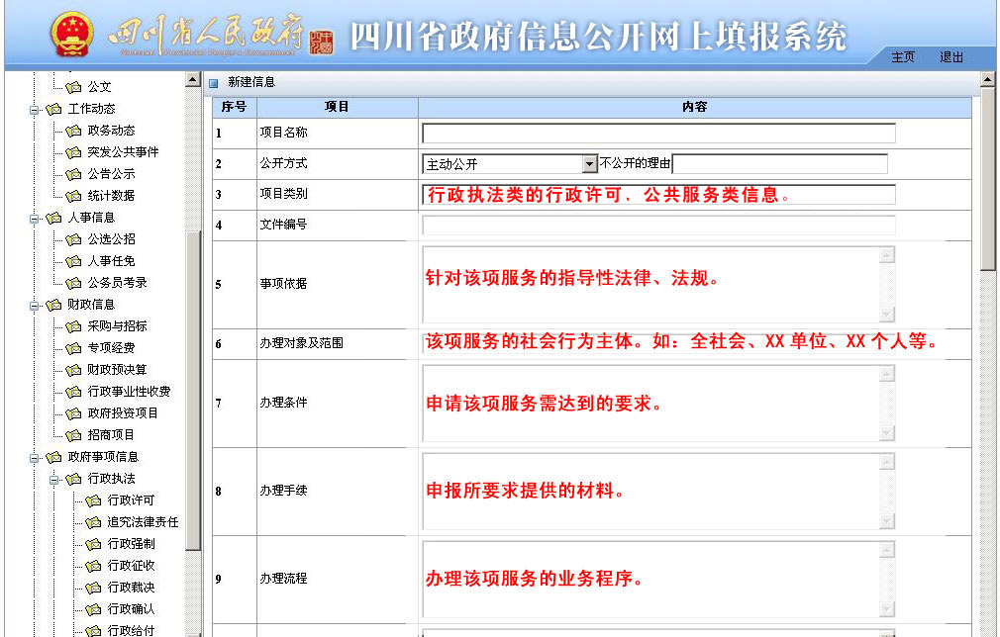 四川省人民政府
四川省政府信息公开网上填报系统
主页 退出
公文
工作动态
政务动态
突发公共事件
公告公示
统计数据
人事信息
公选公招
人事任免
公务员考录
财政信息
采购与招标
专项经费
财政预决算
行政事业性收费
政府投资项目
招商项目
政府事项信息
行政执法
行政许可
追究法律责任
行政强制
行政征收
行政裁决
行政确认
行政给付
新建信息
序号 项目 内容
1 项目名称
2 公开方式 主动公开 不公开的理由
3 项目类别 行政执法类的行政许可、公共服务类信息。
4 文件编号
5 事项依据 针对该项服务的指导性法律、法规。
6 办理对象及范围 该项服务的社会行为主体。如：全社会、XX 单位、XX 个人等。
7 办理条件 申请该项服务需达到的要求。
8 办理手续 申报所要求提供的材料。
9 办理流程 办理该项服务的业务程序。